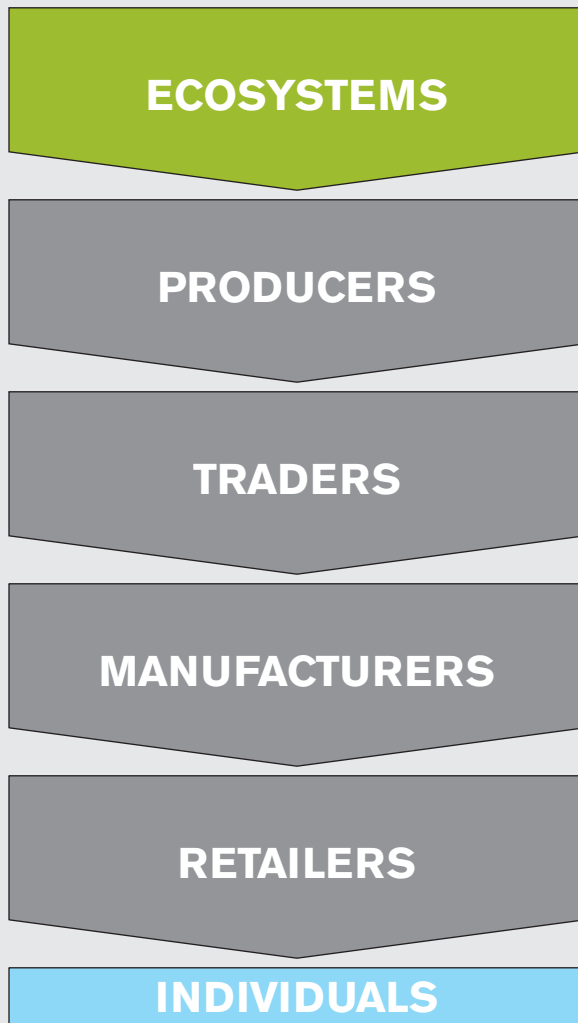 ECOSYSTEMS
PRODUCERS
TRADERS
MANUFACTURERS
RETAILERS
INDIVIDUALS